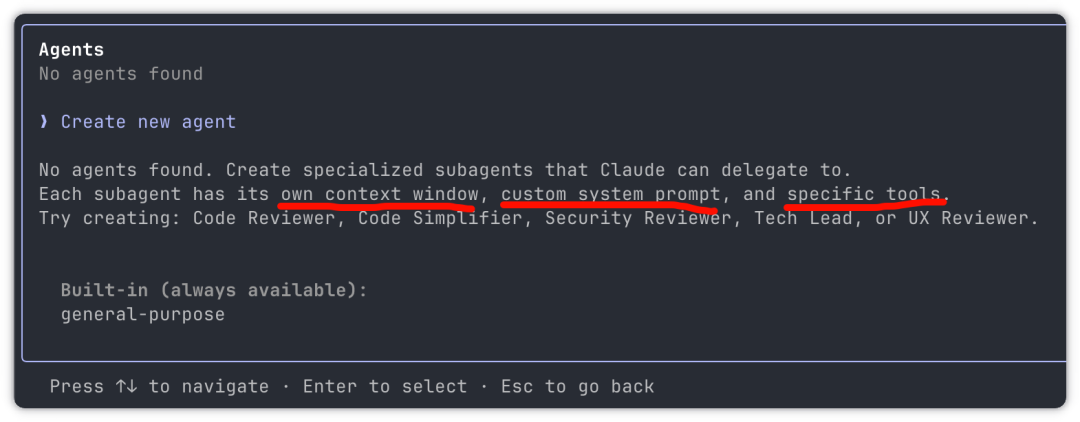 Agents
No agents found
❯ Create new agent
No agents found. Create specialized subagents that Claude can delegate to.
Each subagent has its own context window, custom system prompt, and specific tools.
Try creating: Code Reviewer, Code Simplifier, Security Reviewer, Tech Lead, or UX Reviewer.
Built-in (always available):
general-purpose
Press ↑↓ to navigate · Enter to select · Esc to go back